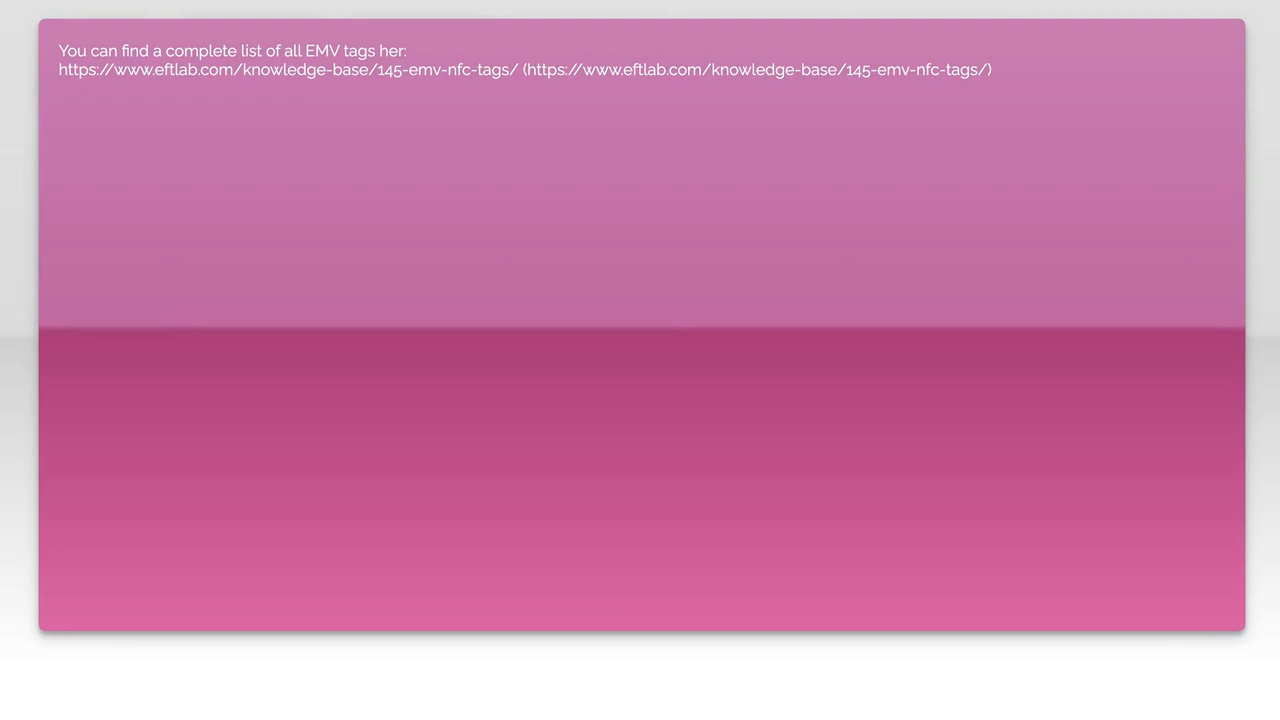 You can find a complete list of all EMV tags her:
https://www.eftlab.com/knowledge-base/145-emv-nfc-tags/ (https://www.eftlab.com/knowledge-base/145-emv-nfc-tags/)